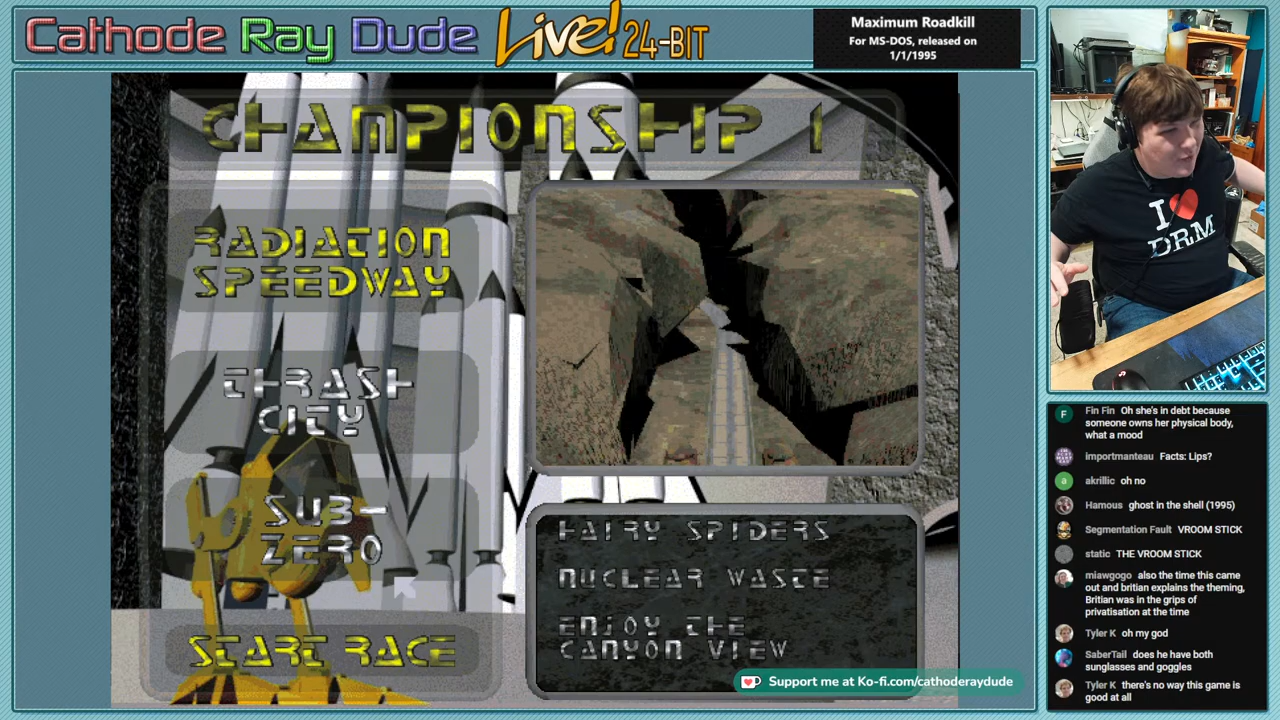 Cathode Ray Dude Live! 24-BIT
Maximum Roadkill
For MS-DOS, released on
1/1/1995
CHAMPIONSHIP 1
RADIATION
SPEEDWAY
THRASH
CITY
SUB-
ZERO
START RACE
HAIRY SPIDERS
NUCLEAR WASTE
ENJOY THE
CANYON VIEW
Support me at Ko-fi.com/cathoderaydude
I
DRM
F Fin Fin Oh she's in debt because
someone owns her physical body,
what a mood
importmanteau Facts: Lips?
a akrillic oh no
Hamous ghost in the shell (1995)
Segmentation Fault VROOM STICK
static THE VROOM STICK
miawgogo also the time this came
out and britian explains the theming,
Britian was in the grips of
privatisation at the time
Tyler K oh my god
SaberTail does he have both
sunglasses and goggles
Tyler K there's no way this game is
good at all